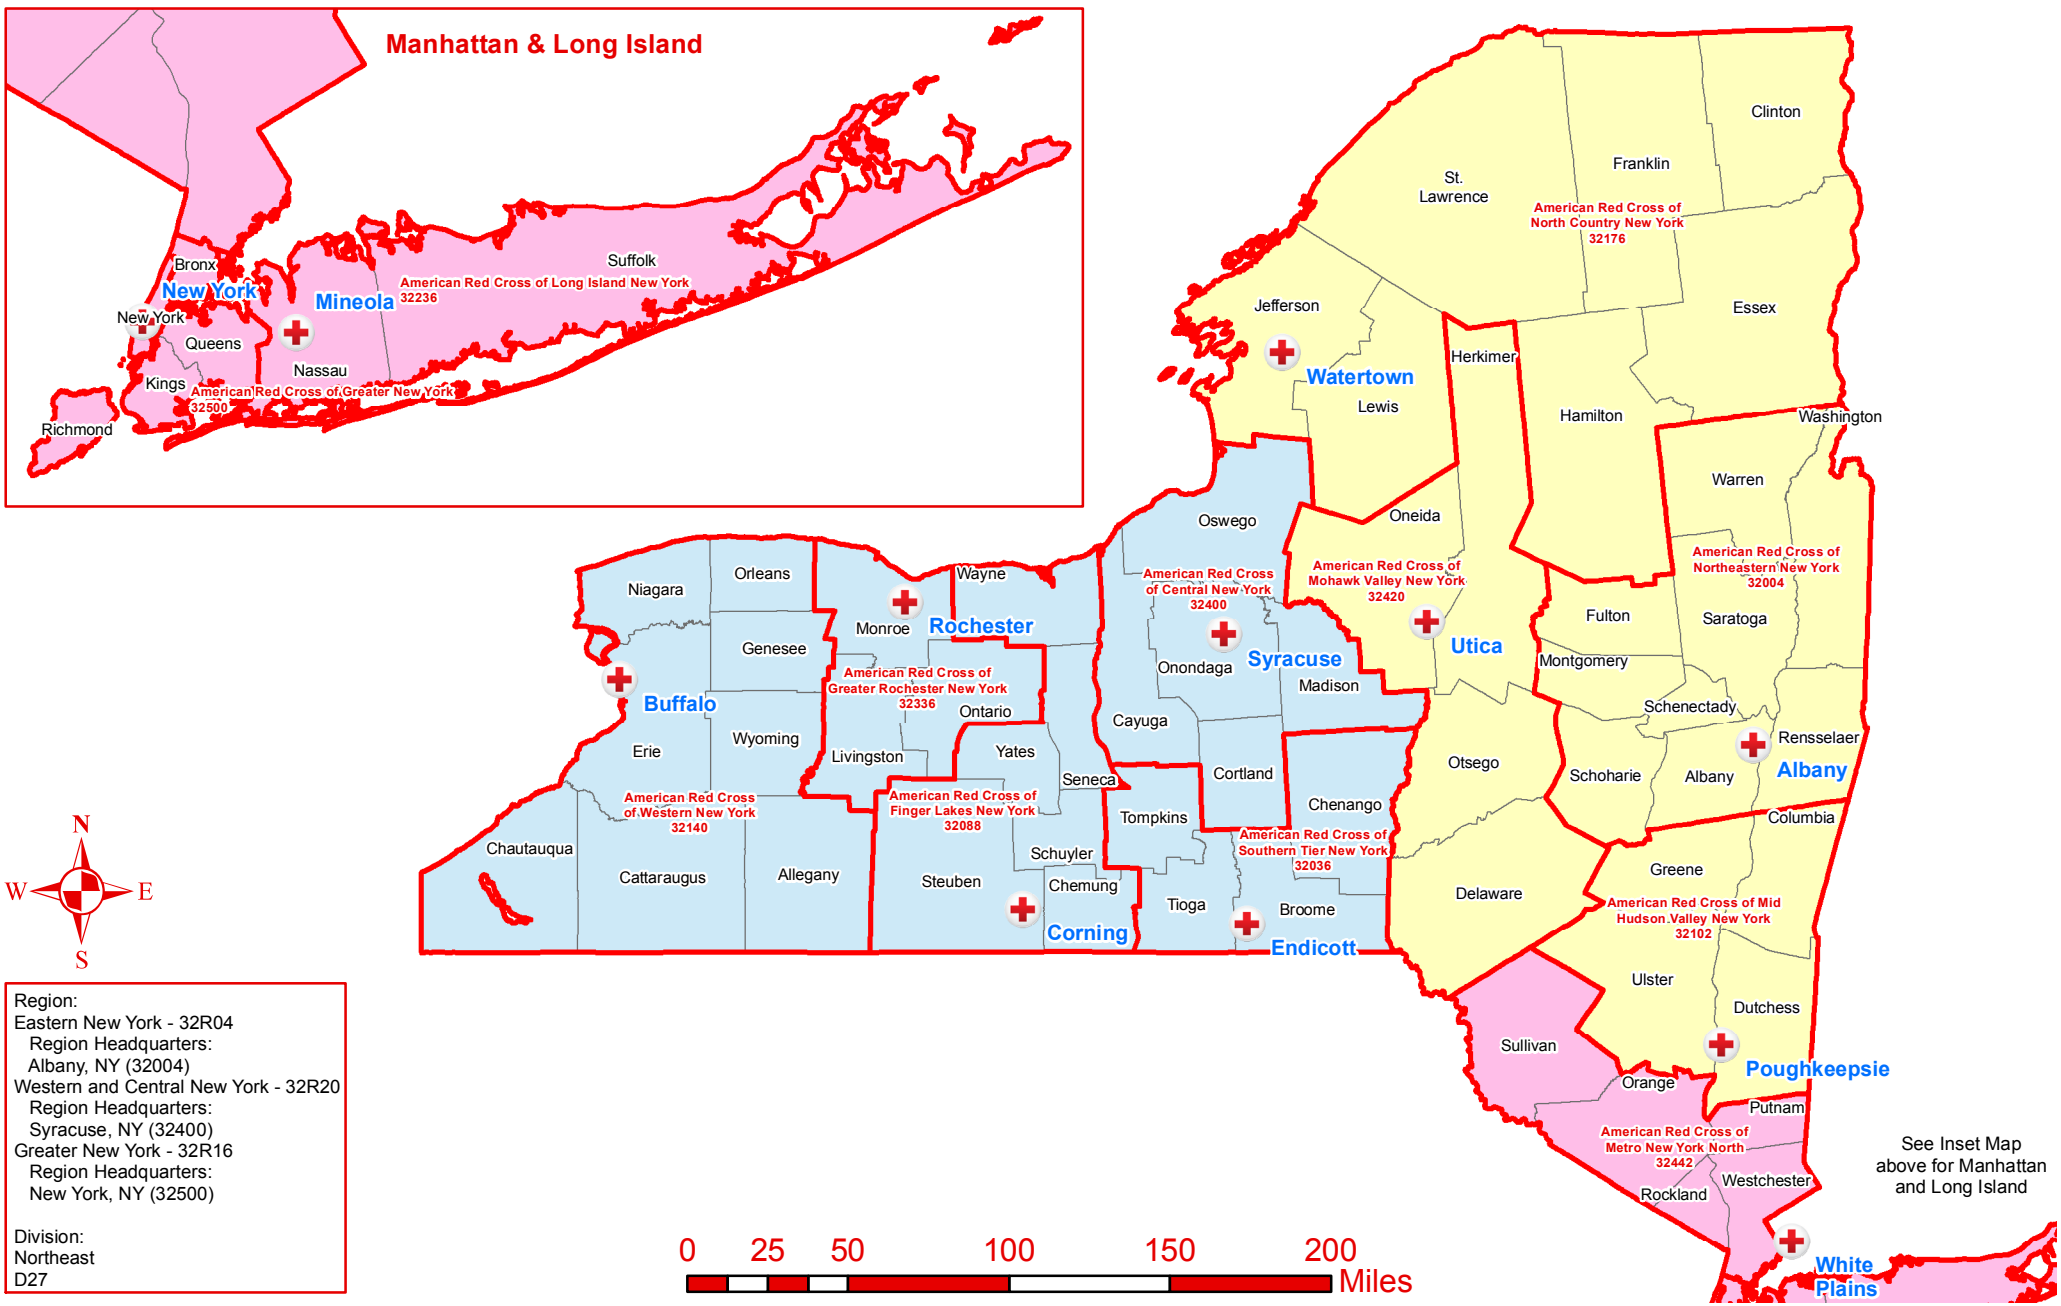 Manhattan & Long Island
Bronx
New York
New York
Mineola
Suffolk
American Red Cross of Long Island New York
32236
Queens
Nassau
Kings
American Red Cross of Greater New York
32500
Richmond
Clinton
Franklin
St.
Lawrence
American Red Cross of
North Country New York
32176
Jefferson
Essex
Watertown
Herkimer
Lewis
Hamilton
Washington
Warren
Oswego
Oneida
American Red Cross of
Northeastern New York
32004
American Red Cross of
Mohawk Valley New York
32420
American Red Cross
of Central New York
32400
Niagara
Orleans
Wayne
Monroe
Rochester
Fulton
Saratoga
Genesee
Utica
Syracuse
Onondaga
Madison
Montgomery
American Red Cross of
Greater Rochester New York
32336
Buffalo
Ontario
Cayuga
Schenectady
Erie
Wyoming
Livingston
Yates
Seneca
Cortland
Otsego
Schoharie
Albany
Rensselaer
Albany
American Red Cross
of Western New York
32140
American Red Cross of
Finger Lakes New York
32088
Tompkins
Chenango
Columbia
American Red Cross of
Southern Tier New York
32036
Chautauqua
Cattaraugus
Allegany
Steuben
Schuyler
Chemung
Tioga
Broome
Delaware
Greene
American Red Cross of Mid
Hudson Valley New York
32102
Corning
Endicott
Ulster
Dutchess
Sullivan
Poughkeepsie
Orange
Putnam
American Red Cross of
Metro New York North
32442
Westchester
Rockland
White
Plains
See Inset Map
above for Manhattan
and Long Island
N
W
E
S
Region:
Eastern New York - 32R04
Region Headquarters:
Albany, NY (32004)
Western and Central New York - 32R20
Region Headquarters:
Syracuse, NY (32400)
Greater New York - 32R16
Region Headquarters:
New York, NY (32500)
Division:
Northeast
D27
0 25 50 100 150 200
Miles